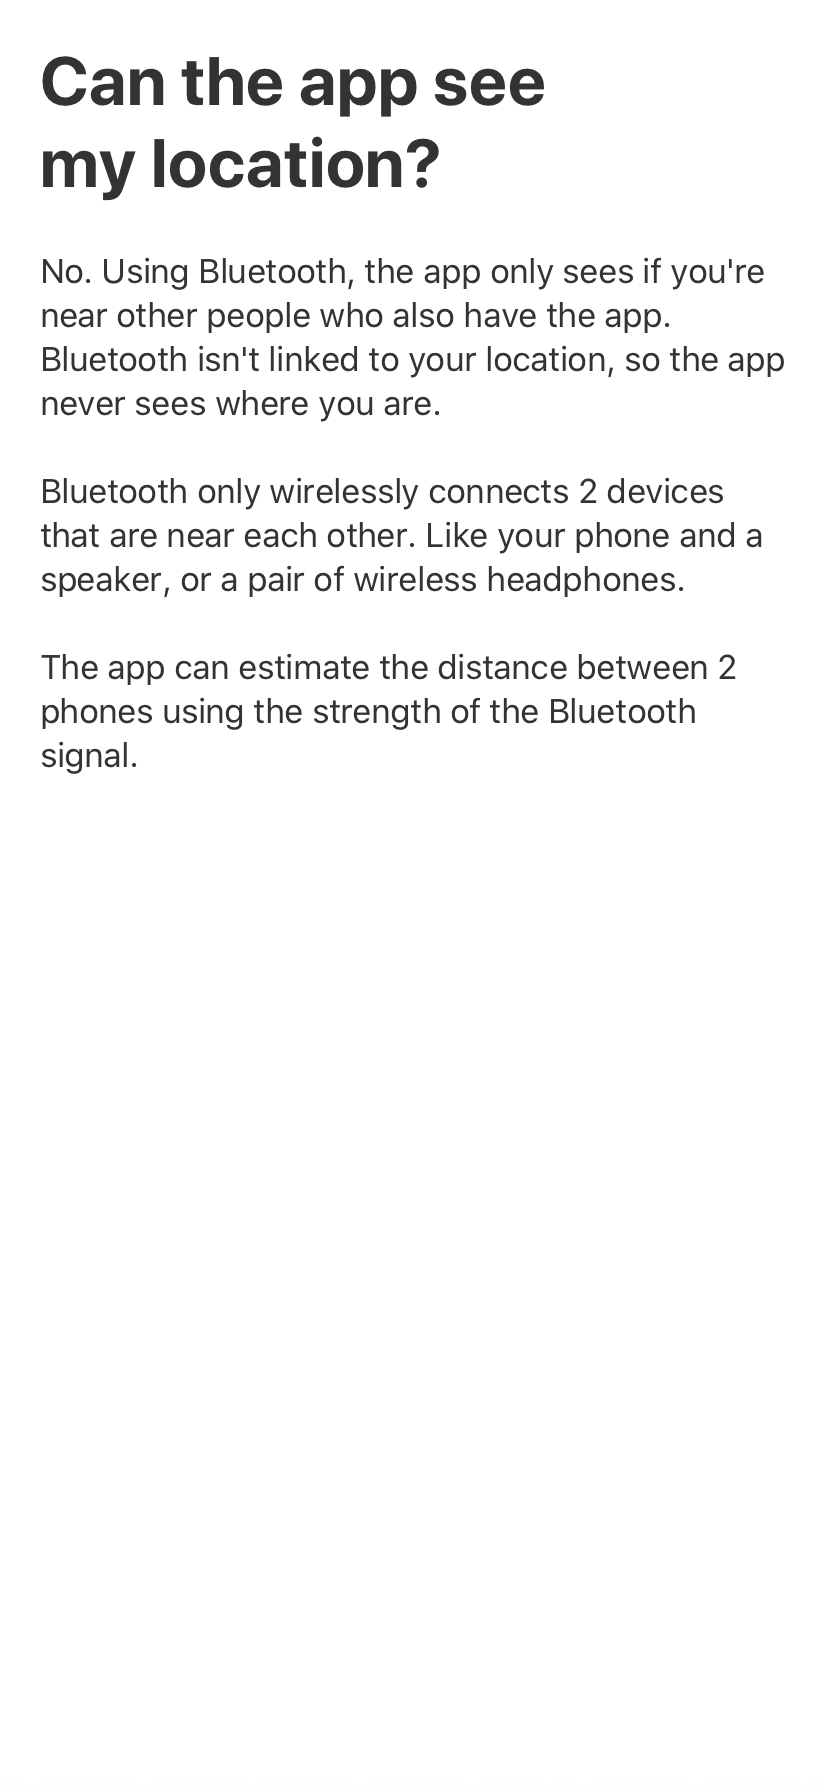 Can the app see
my location?
No. Using Bluetooth, the app only sees if you're
near other people who also have the app.
Bluetooth isn't linked to your location, so the app
never sees where you are.
Bluetooth only wirelessly connects 2 devices
that are near each other. Like your phone and a
speaker, or a pair of wireless headphones.
The app can estimate the distance between 2
phones using the strength of the Bluetooth
signal.